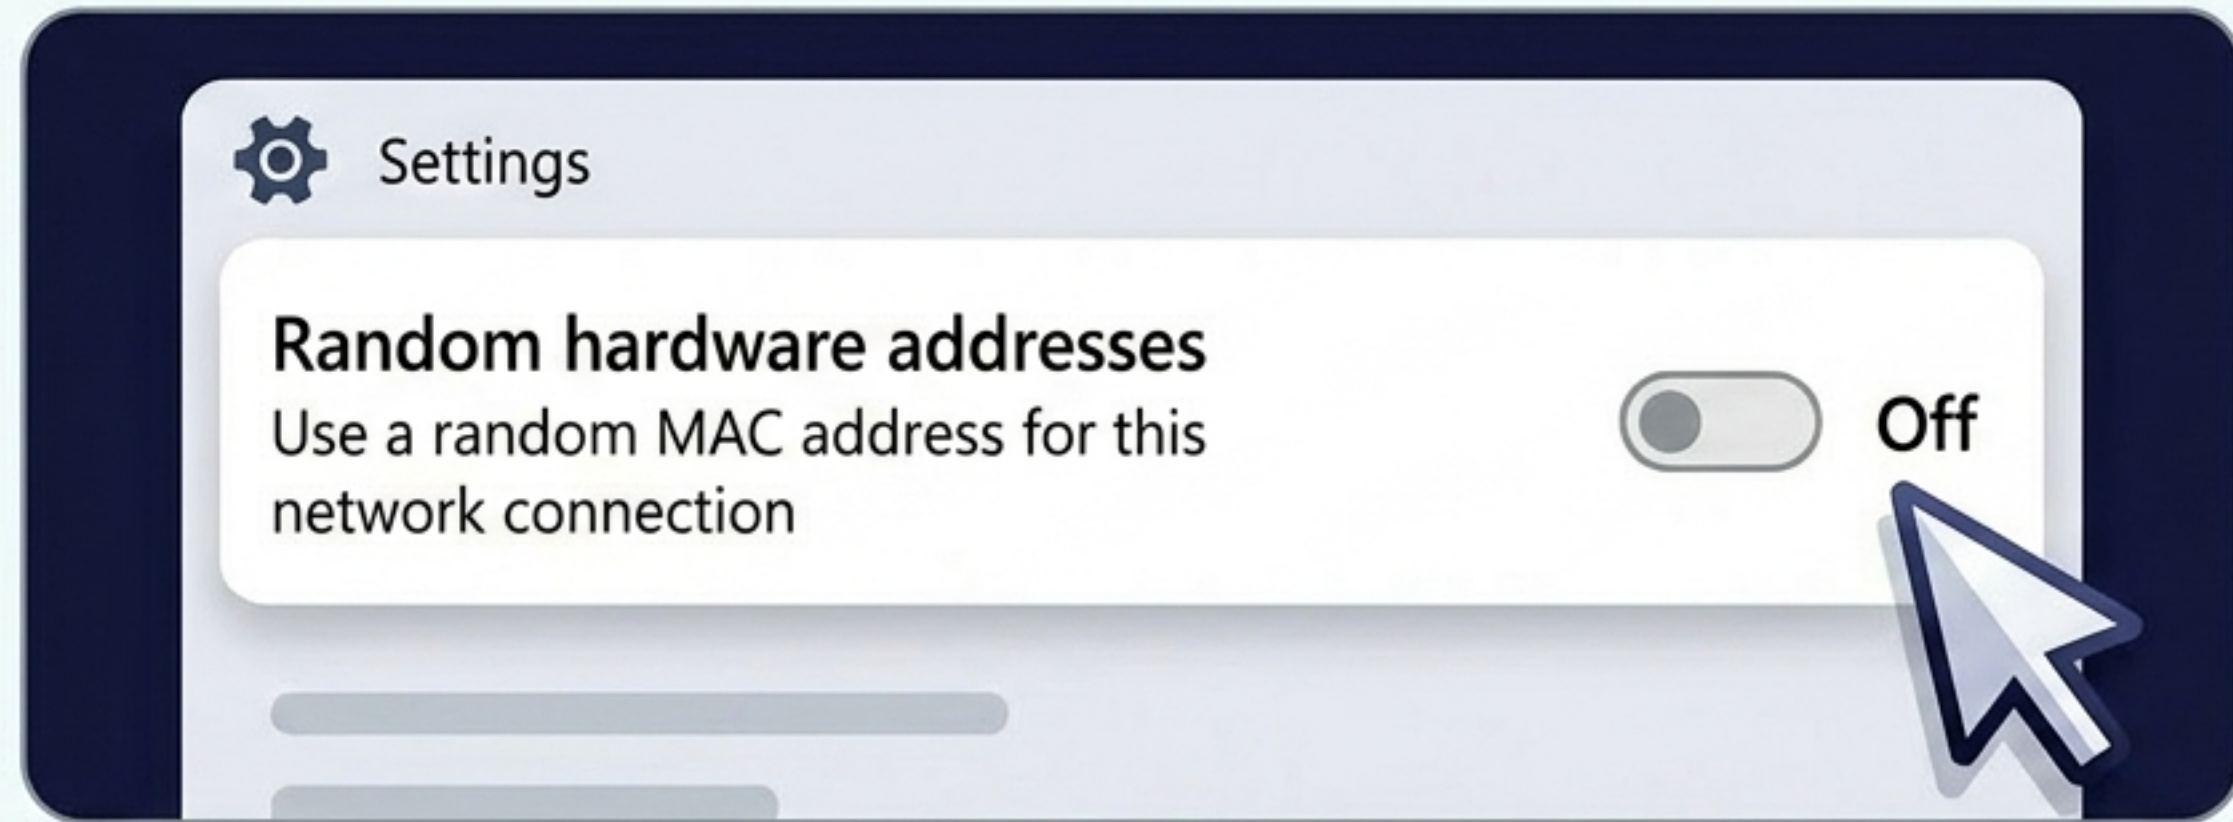 Settings
Random hardware addresses
Use a random MAC address for this
network connection
Off